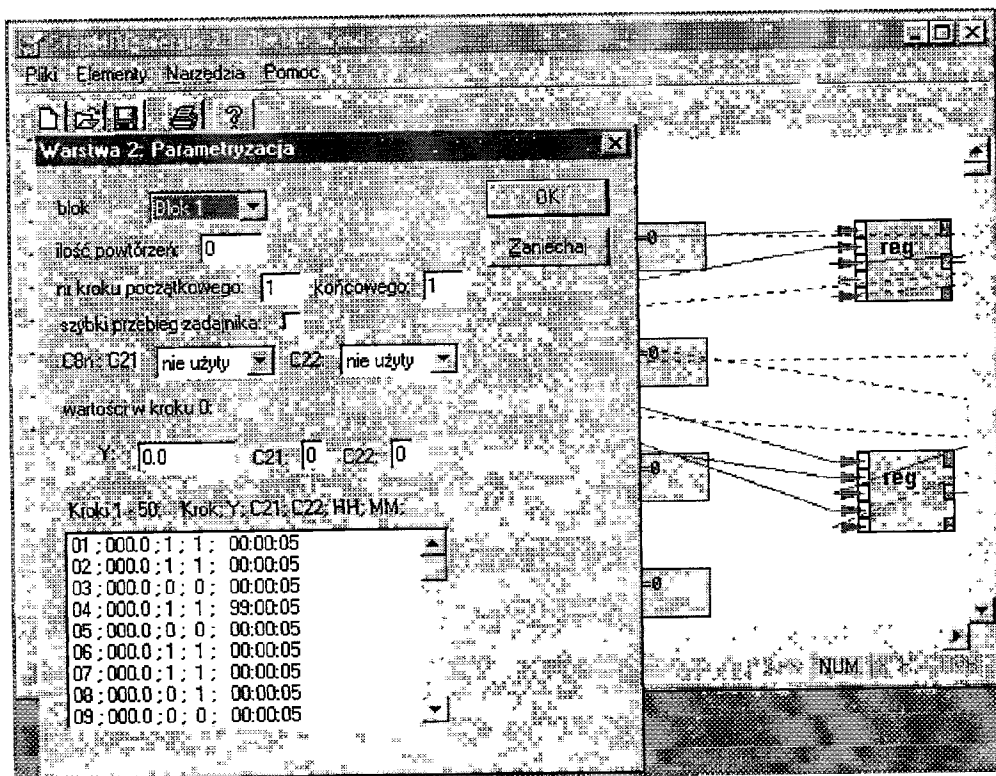 Pliki Elementy Narzędzia Pomoc
Warstwa 2: Parametryzacja
blok: Blok 1
OK
ilość powtórzeń: 0
Zaniechaj
nr kroku początkowego: 1 końcowego: 1
szybki przebieg zadajnika:
C8n: C21: nie użyty C22: nie użyty
wartości w kroku 0:
Y: 0.0 C21: 0 C22: 0
Kroki 1 - 50: Krok; Y; C21; C22; HH; MM;
01 ; 000.0 ; 1 ; 1 ; 00:00:05
02 ; 000.0 ; 1 ; 1 ; 00:00:05
03 ; 000.0 ; 0 ; 0 ; 00:00:05
04 ; 000.0 ; 1 ; 1 ; 99:00:05
05 ; 000.0 ; 0 ; 0 ; 00:00:05
06 ; 000.0 ; 1 ; 1 ; 00:00:05
07 ; 000.0 ; 1 ; 1 ; 00:00:05
08 ; 000.0 ; 0 ; 1 ; 00:00:05
09 ; 000.0 ; 0 ; 0 ; 00:00:05
=0
reg
=0
=0
reg
=0
NUM